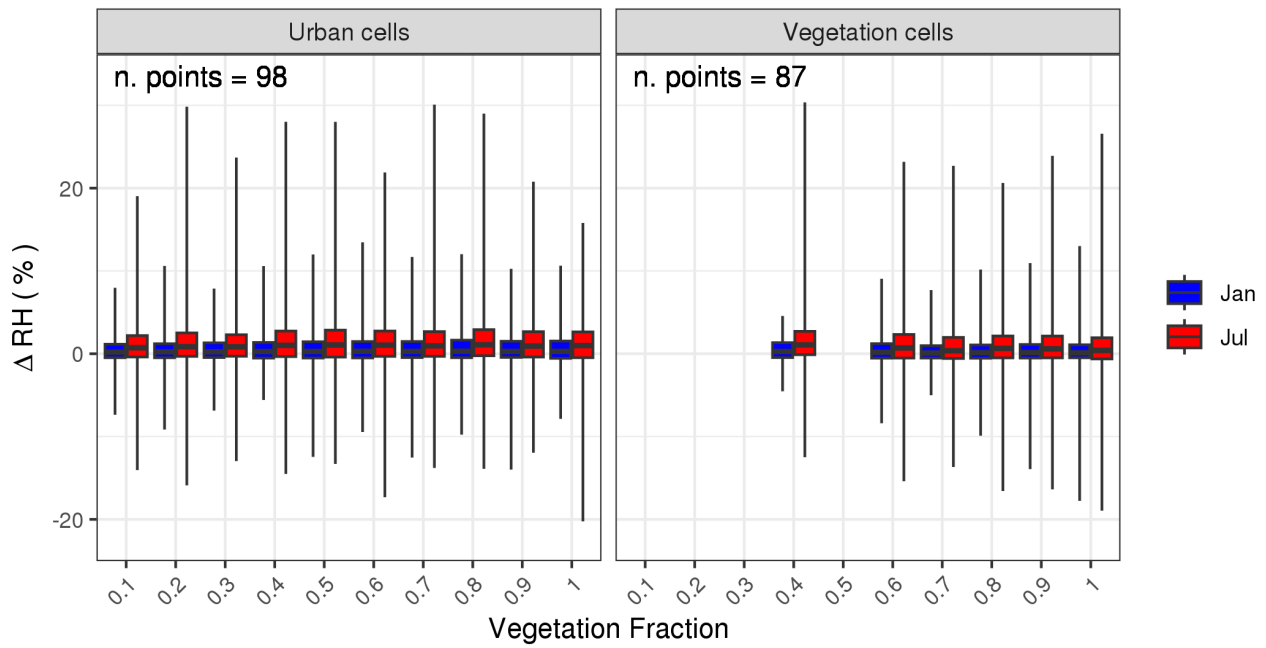 Urban cells
Vegetation cells
n. points = 98
n. points = 87
Δ RH ( % )
20
0
-20
0.1 0.2 0.3 0.4 0.5 0.6 0.7 0.8 0.9 1
0.1 0.2 0.3 0.4 0.5 0.6 0.7 0.8 0.9 1
Vegetation Fraction
Jan
Jul